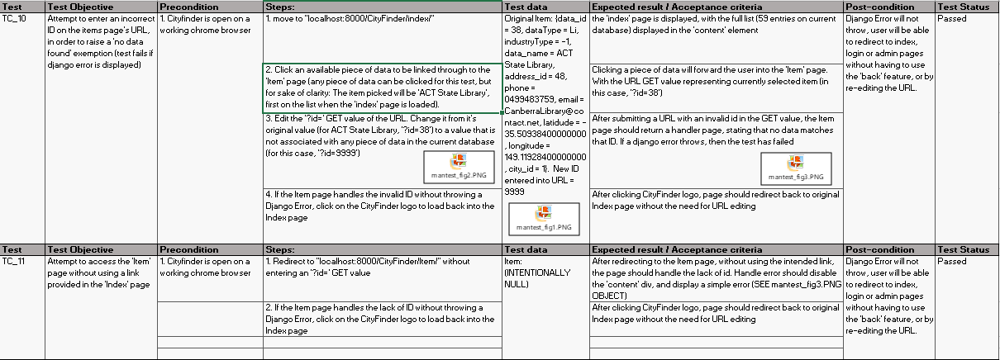 Test Test Objective Precondition Steps: Test data Expected result / Acceptance criteria Post-condition Test Status
TC_10
Attempt to enter an incorrect
ID on the items page's URL,
in order to raise a 'no data
found' exemption (test fails if
django error is displayed)
1. Cityfinder is open on a
working chrome browser
1. move to "localhost:8000/CityFinder/index/"
2. Click an available piece of data to be linked through to the
'Item' page (any piece of data can be clicked for this test, but
for sake of clarity: The item picked will be 'ACT State Library',
first on the list when the 'index' page is loaded).
3. Edit the '?id=' GET value of the URL. Change it from it's
original value (for ACT State Library, '?id=38') to a value that is
not associated with any piece of data in the current database
(for this case, '?id=9999')
mantest_fig2.PNG
4. If the Item page handles the invalid ID without throwing a
Django Error, click on the CityFinder logo to load back into the
Index page
Original Item: {data_id
= 38, dataType = Li,
industryType = -1,
data_name = ACT
State Library,
address_id = 48,
phone =
0499483759, email =
CanberraLibrary@co
ntact.net, latidude = -
35.50938400000000
, longitude =
149.11928400000000
, city_id = 1}. New ID
entered into URL =
9999
mantest_fig1.PNG
the 'index' page is displayed, with the full list (59 entries on current
database) displayed in the 'content' element
Clicking a piece of data will forward the user into the 'Item' page.
With the URL GET value representing currently selected item (in
this case, '?id=38')
After submitting a URL with an invalid id in the GET value, the Item
page should return a handler page, stating that no data matches
that ID. If a django error throws, then the test has failed
mantest_fig3.PNG
After clicking CityFinder logo, page should redirect back to original
Index page without the need for URL editing
Django Error will not
throw, user will be able
to redirect to index,
login or admin pages
without having to use
the 'back' feature, or by
re-editing the URL.
Passed
Test Test Objective Precondition Steps: Test data Expected result / Acceptance criteria Post-condition Test Status
TC_11
Attempt to access the 'Item'
page without using a link
provided in the 'Index' page
1. Cityfinder is open on a
working chrome browser
1. Redirect to "localhost:8000/CityFinder/Item/" without
entering an '?id=' GET value
2. If the Item page handles the lack of ID without throwing a
Django Error, click on the CityFinder logo to load back into the
Index page
Item:
(INTENTIONALLY
NULL)
After redirecting to the Item page, without using the intended link,
the page should handle the lack of id. Handle error should disable
the 'content' div, and display a simple error (SEE mantest_fig3.PNG
OBJECT)
After clicking CityFinder logo, page should redirect back to original
Index page without the need for URL editing
Django Error will not
throw, user will be able
to redirect to index,
login or admin pages
without having to use
the 'back' feature, or by
re-editing the URL.
Passed